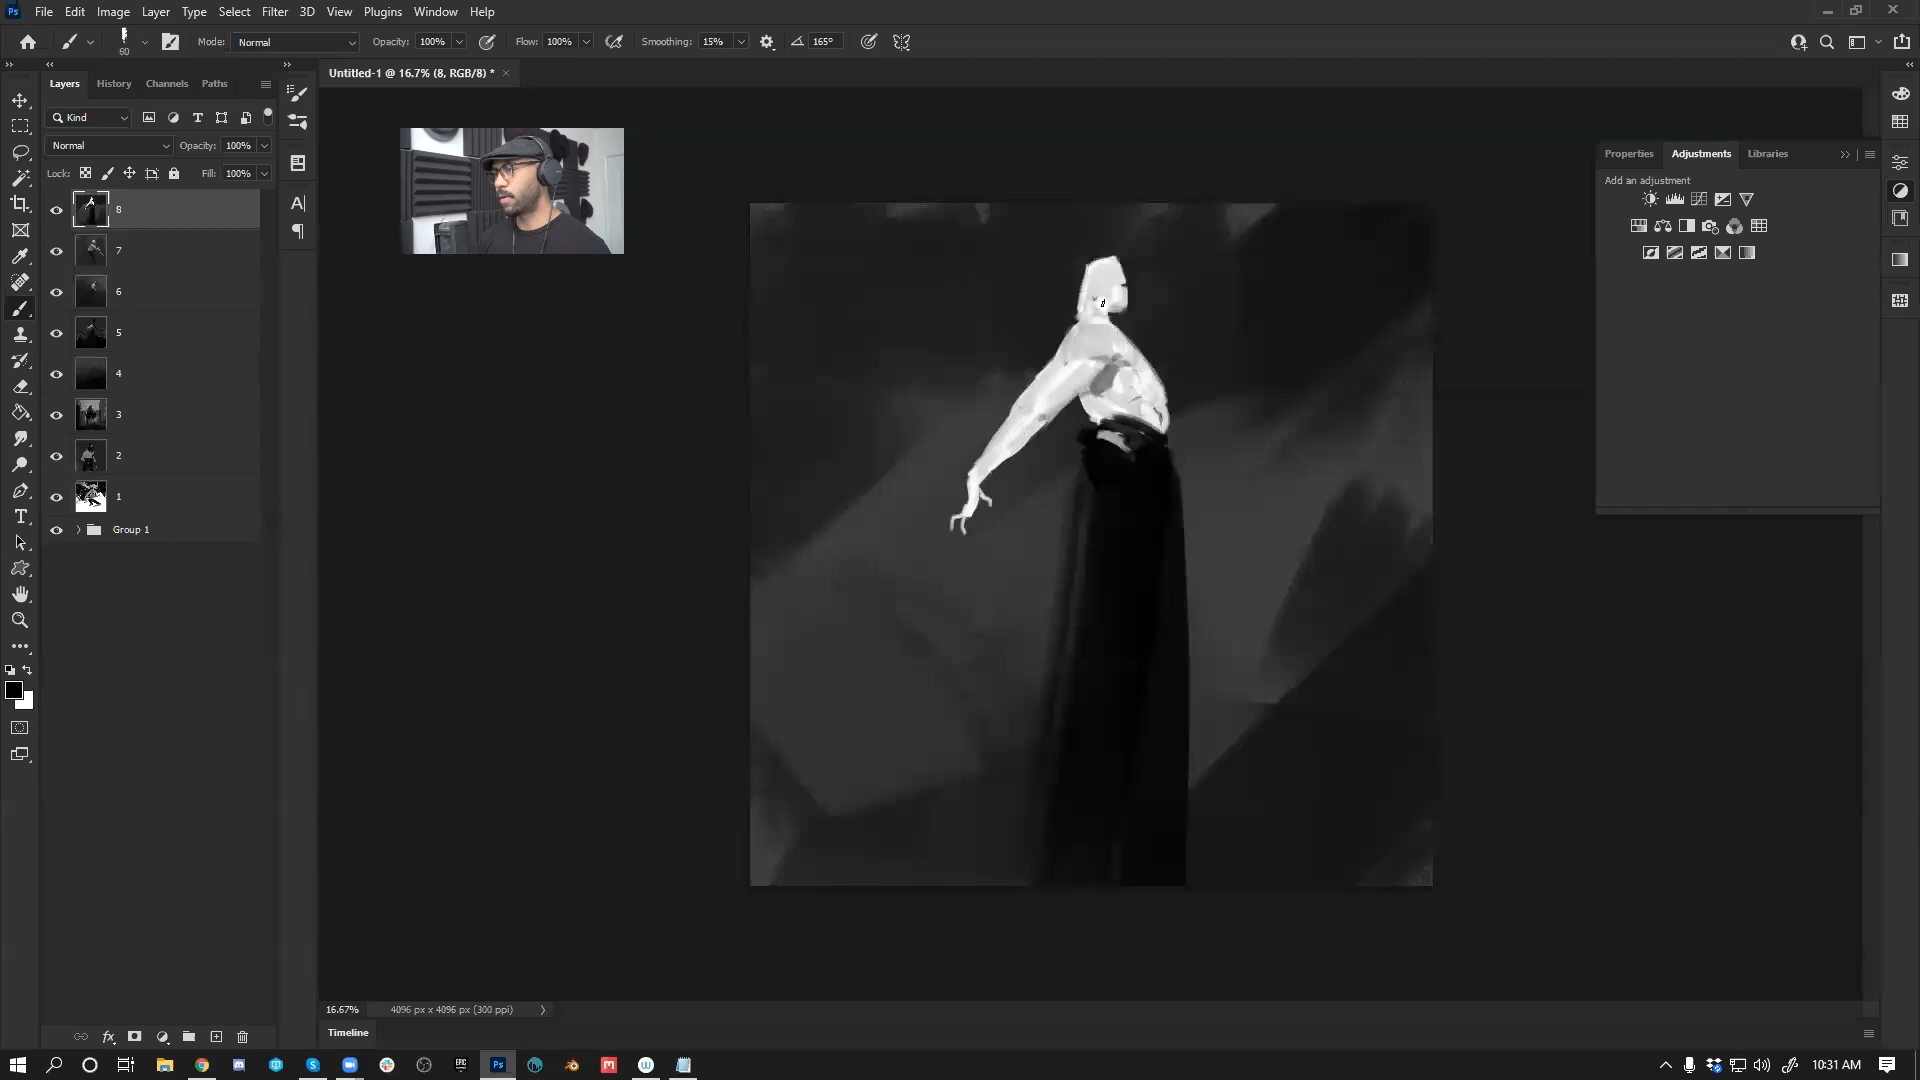 Ps File Edit Image Layer Type Select Filter 3D View Plugins Window Help
60 Mode: Normal Opacity: 100% Flow: 100% Smoothing: 15% 165°
Layers History Channels Paths
Untitled-1 @ 16.7% (8, RGB/8) *
Kind
Normal Opacity: 100%
Lock: Fill: 100%
8
7
6
5
4
3
2
1
Group 1
Properties Adjustments Libraries
Add an adjustment
16.67% 4096 px x 4096 px (300 ppi)
Timeline
10:31 AM